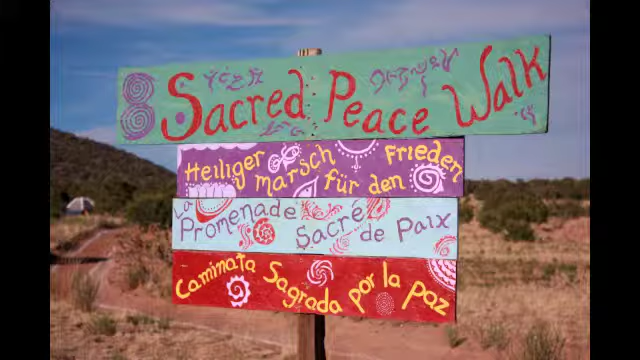 Sacred Peace Walk
Heiliger marsch für den Frieden
La Promenade Sacré de Paix
Caminata Sagrada por la Paz